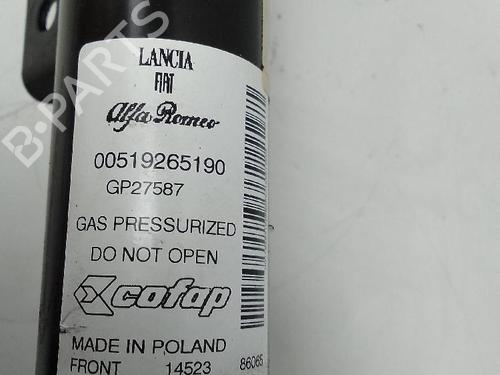 LANCIA
FIAT
Alfa Romeo
00519265190
GP27587
GAS PRESSURIZED
DO NOT OPEN
cofap
MADE IN POLAND
FRONT 14523 86065
B-PARTS